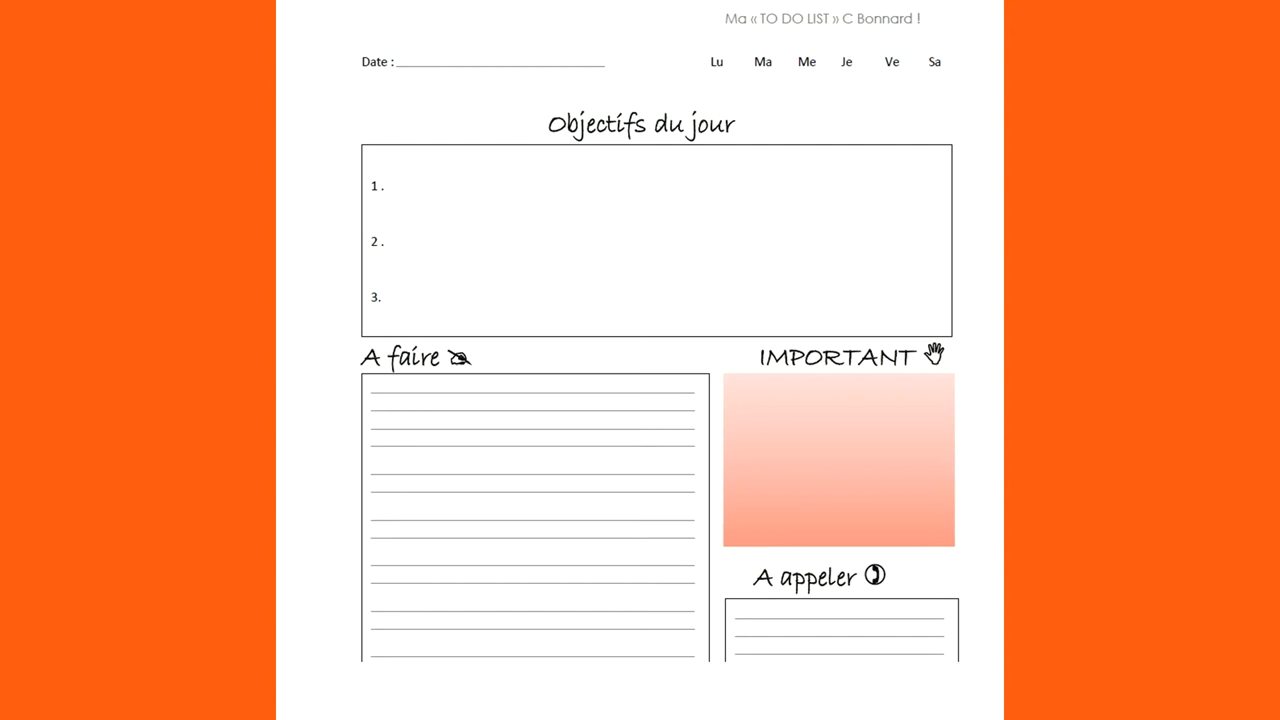 Ma « TO DO LIST » C Bonnard !
Date : Lu Ma Me Je Ve Sa
Objectifs du jour
1 .
2 .
3.
A faire
IMPORTANT
A appeler